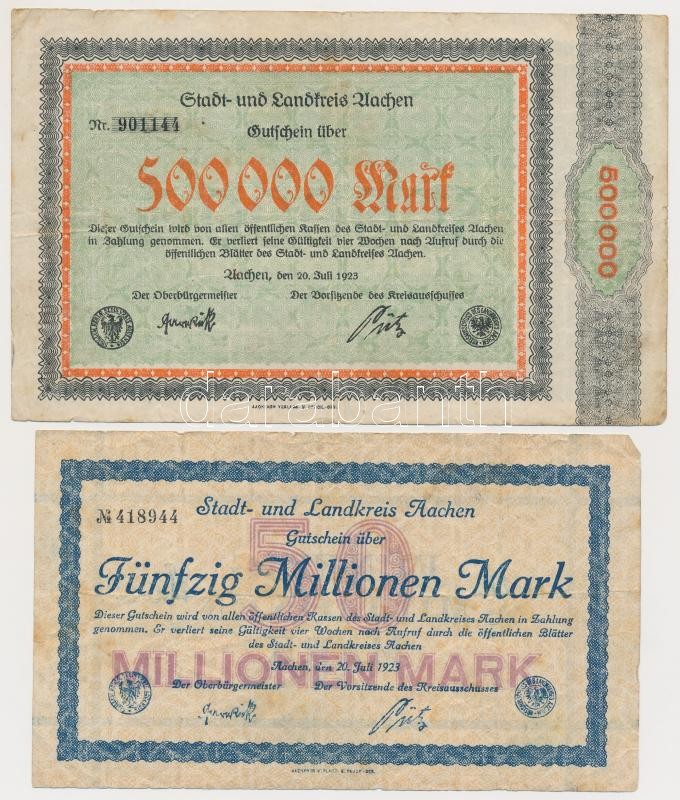 Stadt- und Landkreis Aachen
Nr. 901144
Gutschein über
500 000 Mark
500000
Dieser Gutschein wird von allen öffentlichen Kassen des Stadt- und Landkreises Aachen
in Zahlung genommen. Er verliert seine Gültigkeit vier Wochen nach Aufruf durch die
öffentlichen Blätter des Stadt- und Landkreises Aachen.
Aachen, den 20. Juli 1923
Der Oberbürgermeister Der Vorsitzende des Kreisausschusses
darabanth
№ 418944
Stadt- und Landkreis Aachen
50
Gutschein über
Fünfzig Millionen Mark
Dieser Gutschein wird von allen öffentlichen Kassen des Stadt- und Landkreises Aachen in Zahlung
genommen. Er verliert seine Gültigkeit vier Wochen nach Aufruf durch die öffentlichen Blätter
des Stadt- und Landkreises Aachen
MILLIONEN MARK
Aachen, den 20. Juli 1923
Der Oberbürgermeister Der Vorsitzende des Kreisausschusses